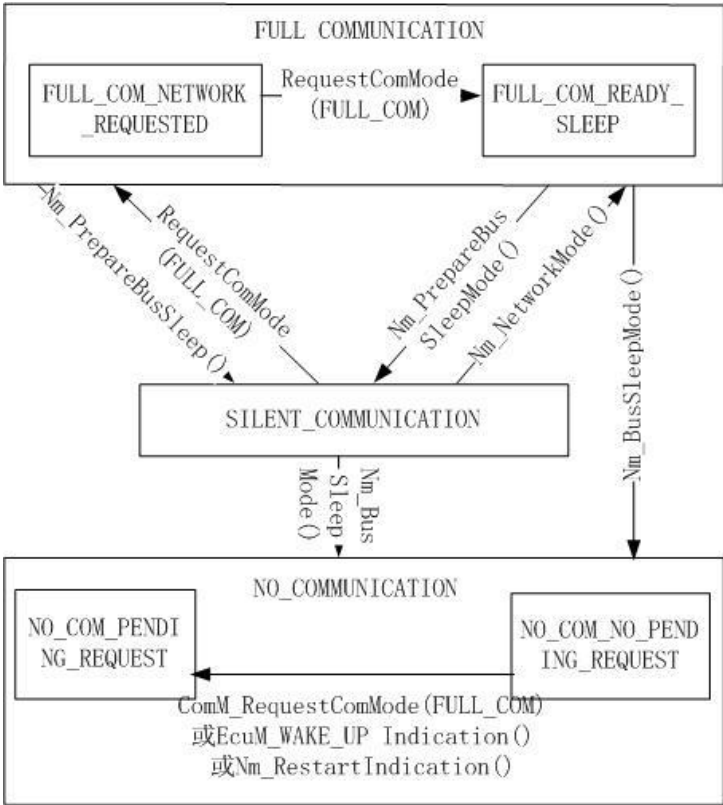 FULL COMMUNICATION
FULL_COM_NETWORK
_REQUESTED
RequestComMode
(FULL_COM)
FULL_COM_READY_
SLEEP
Nm_PrepareBusSleep()
RequestComMode
(FULL_COM)
Nm_PrepareBus
SleepMode()
Nm_NetworkMode()
Nm_BusSleepMode()
SILENT_COMMUNICATION
Nm_Bus
Sleep
Mode()
NO_COMMUNICATION
NO_COM_PENDI
NG_REQUEST
NO_COM_NO_PEND
ING_REQUEST
ComM_RequestComMode(FULL_COM)
或EcuM_WAKE_UP Indication()
或Nm_RestartIndication()